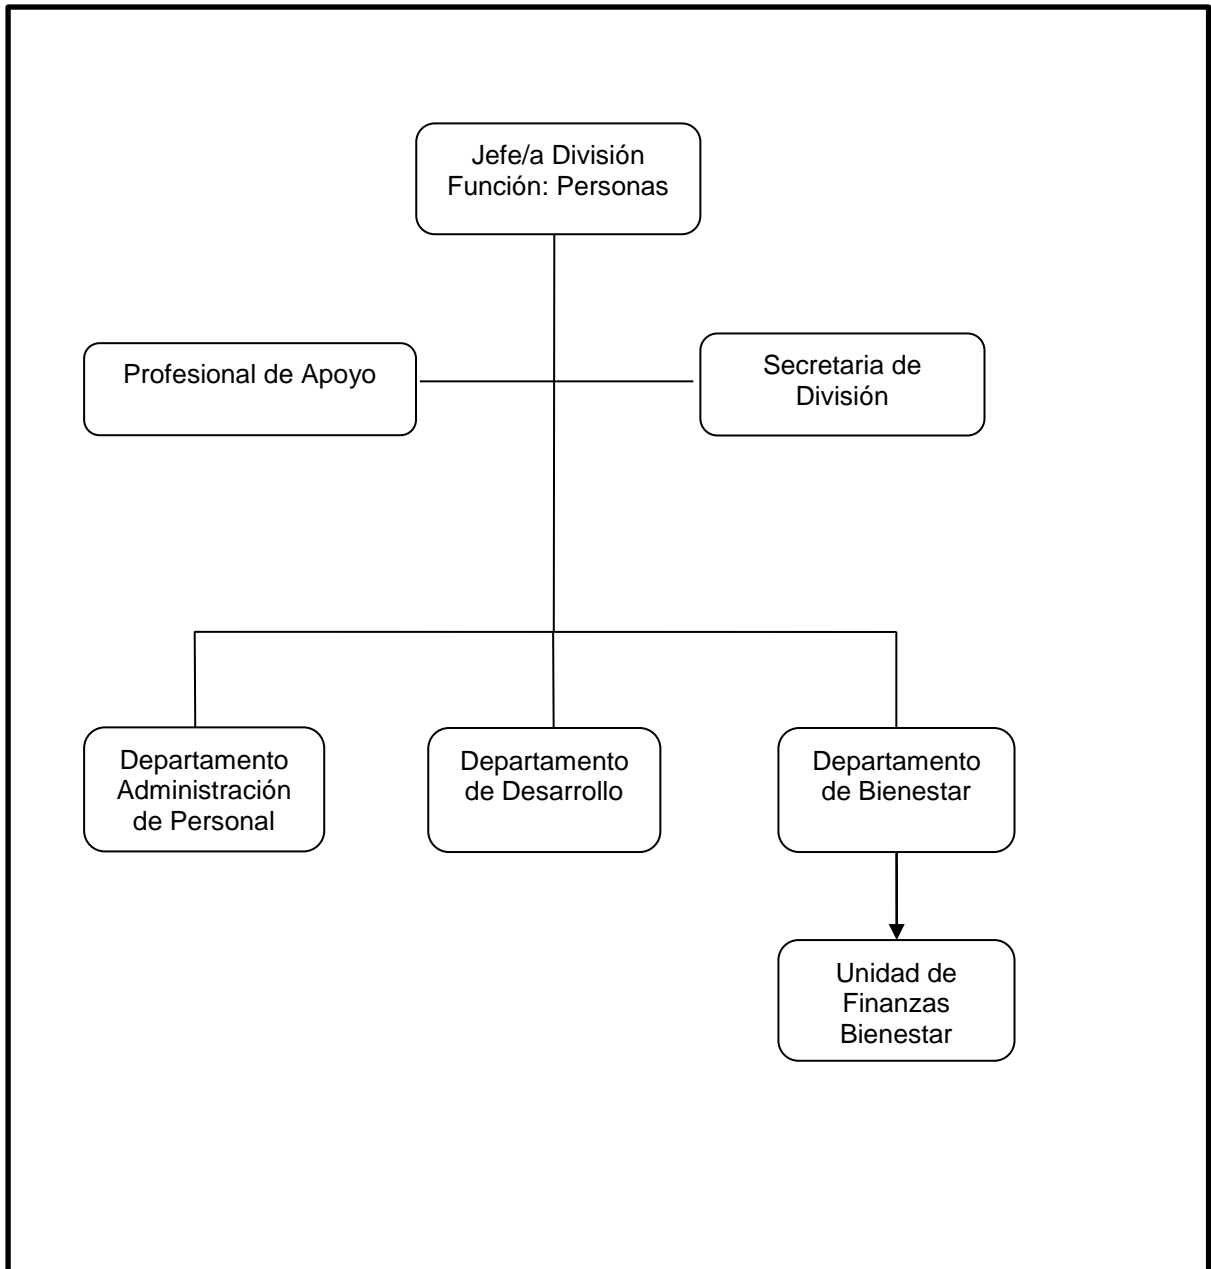 Jefe/a División
Función: Personas
Profesional de Apoyo
Secretaria de
División
Departamento
Administración
de Personal
Departamento
de Desarrollo
Departamento
de Bienestar
Unidad de
Finanzas
Bienestar